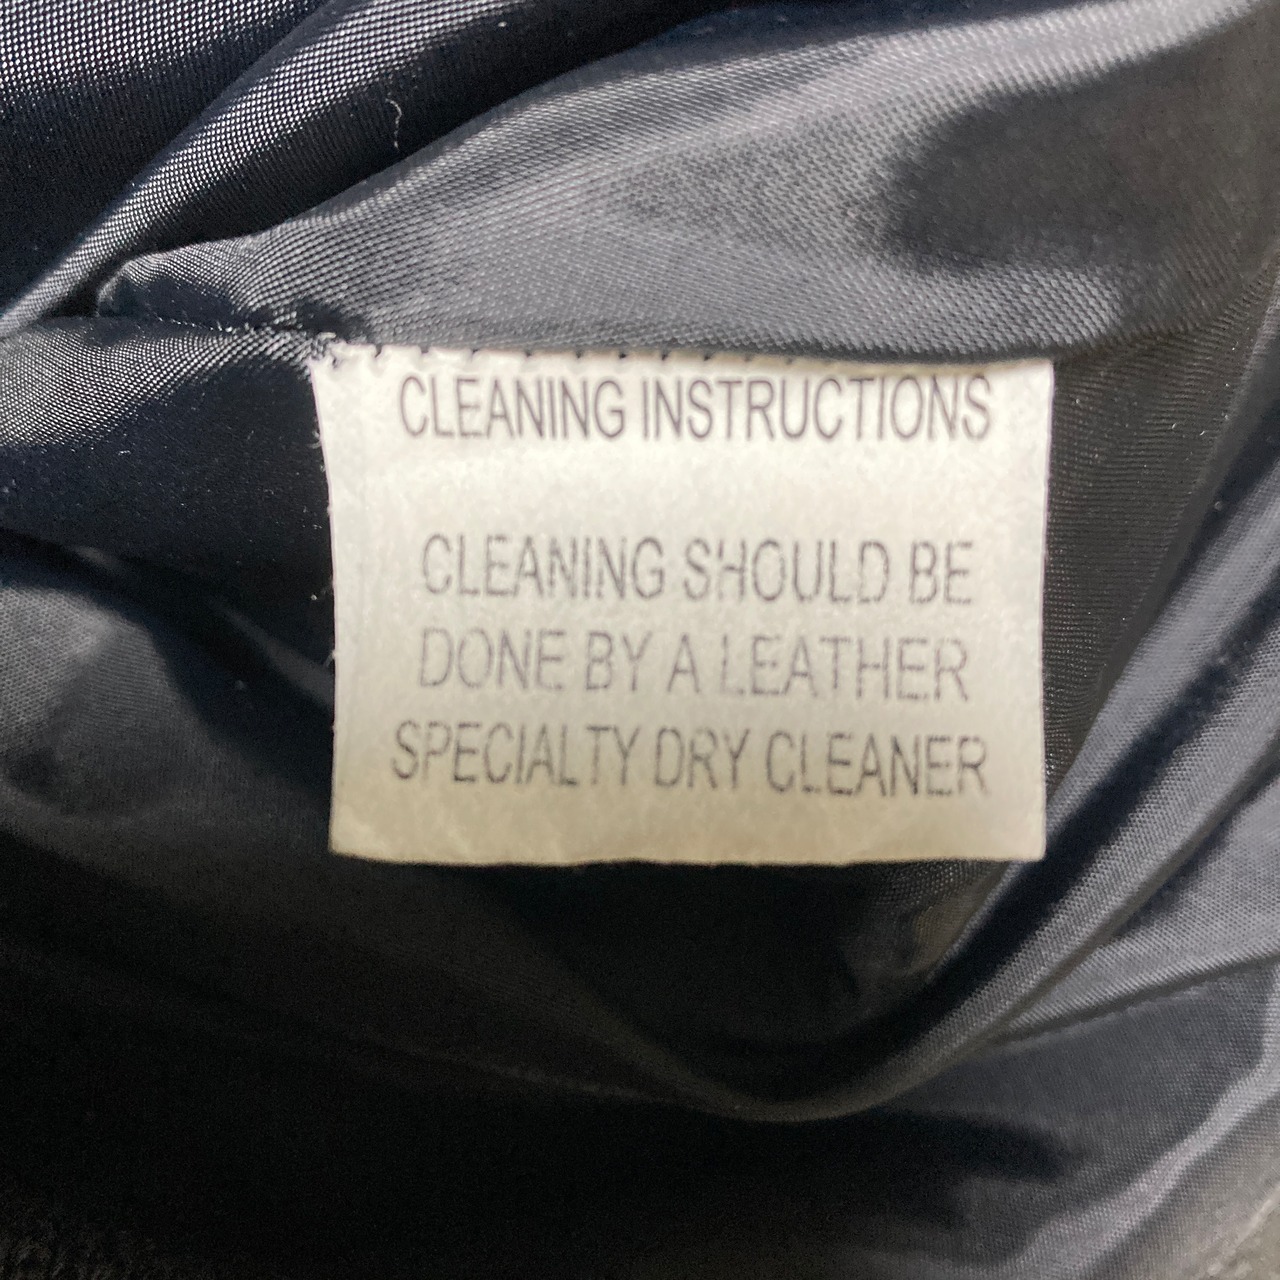 CLEANING INSTRUCTIONS
CLEANING SHOULD BE
DONE BY A LEATHER
SPECIALTY DRY CLEANER